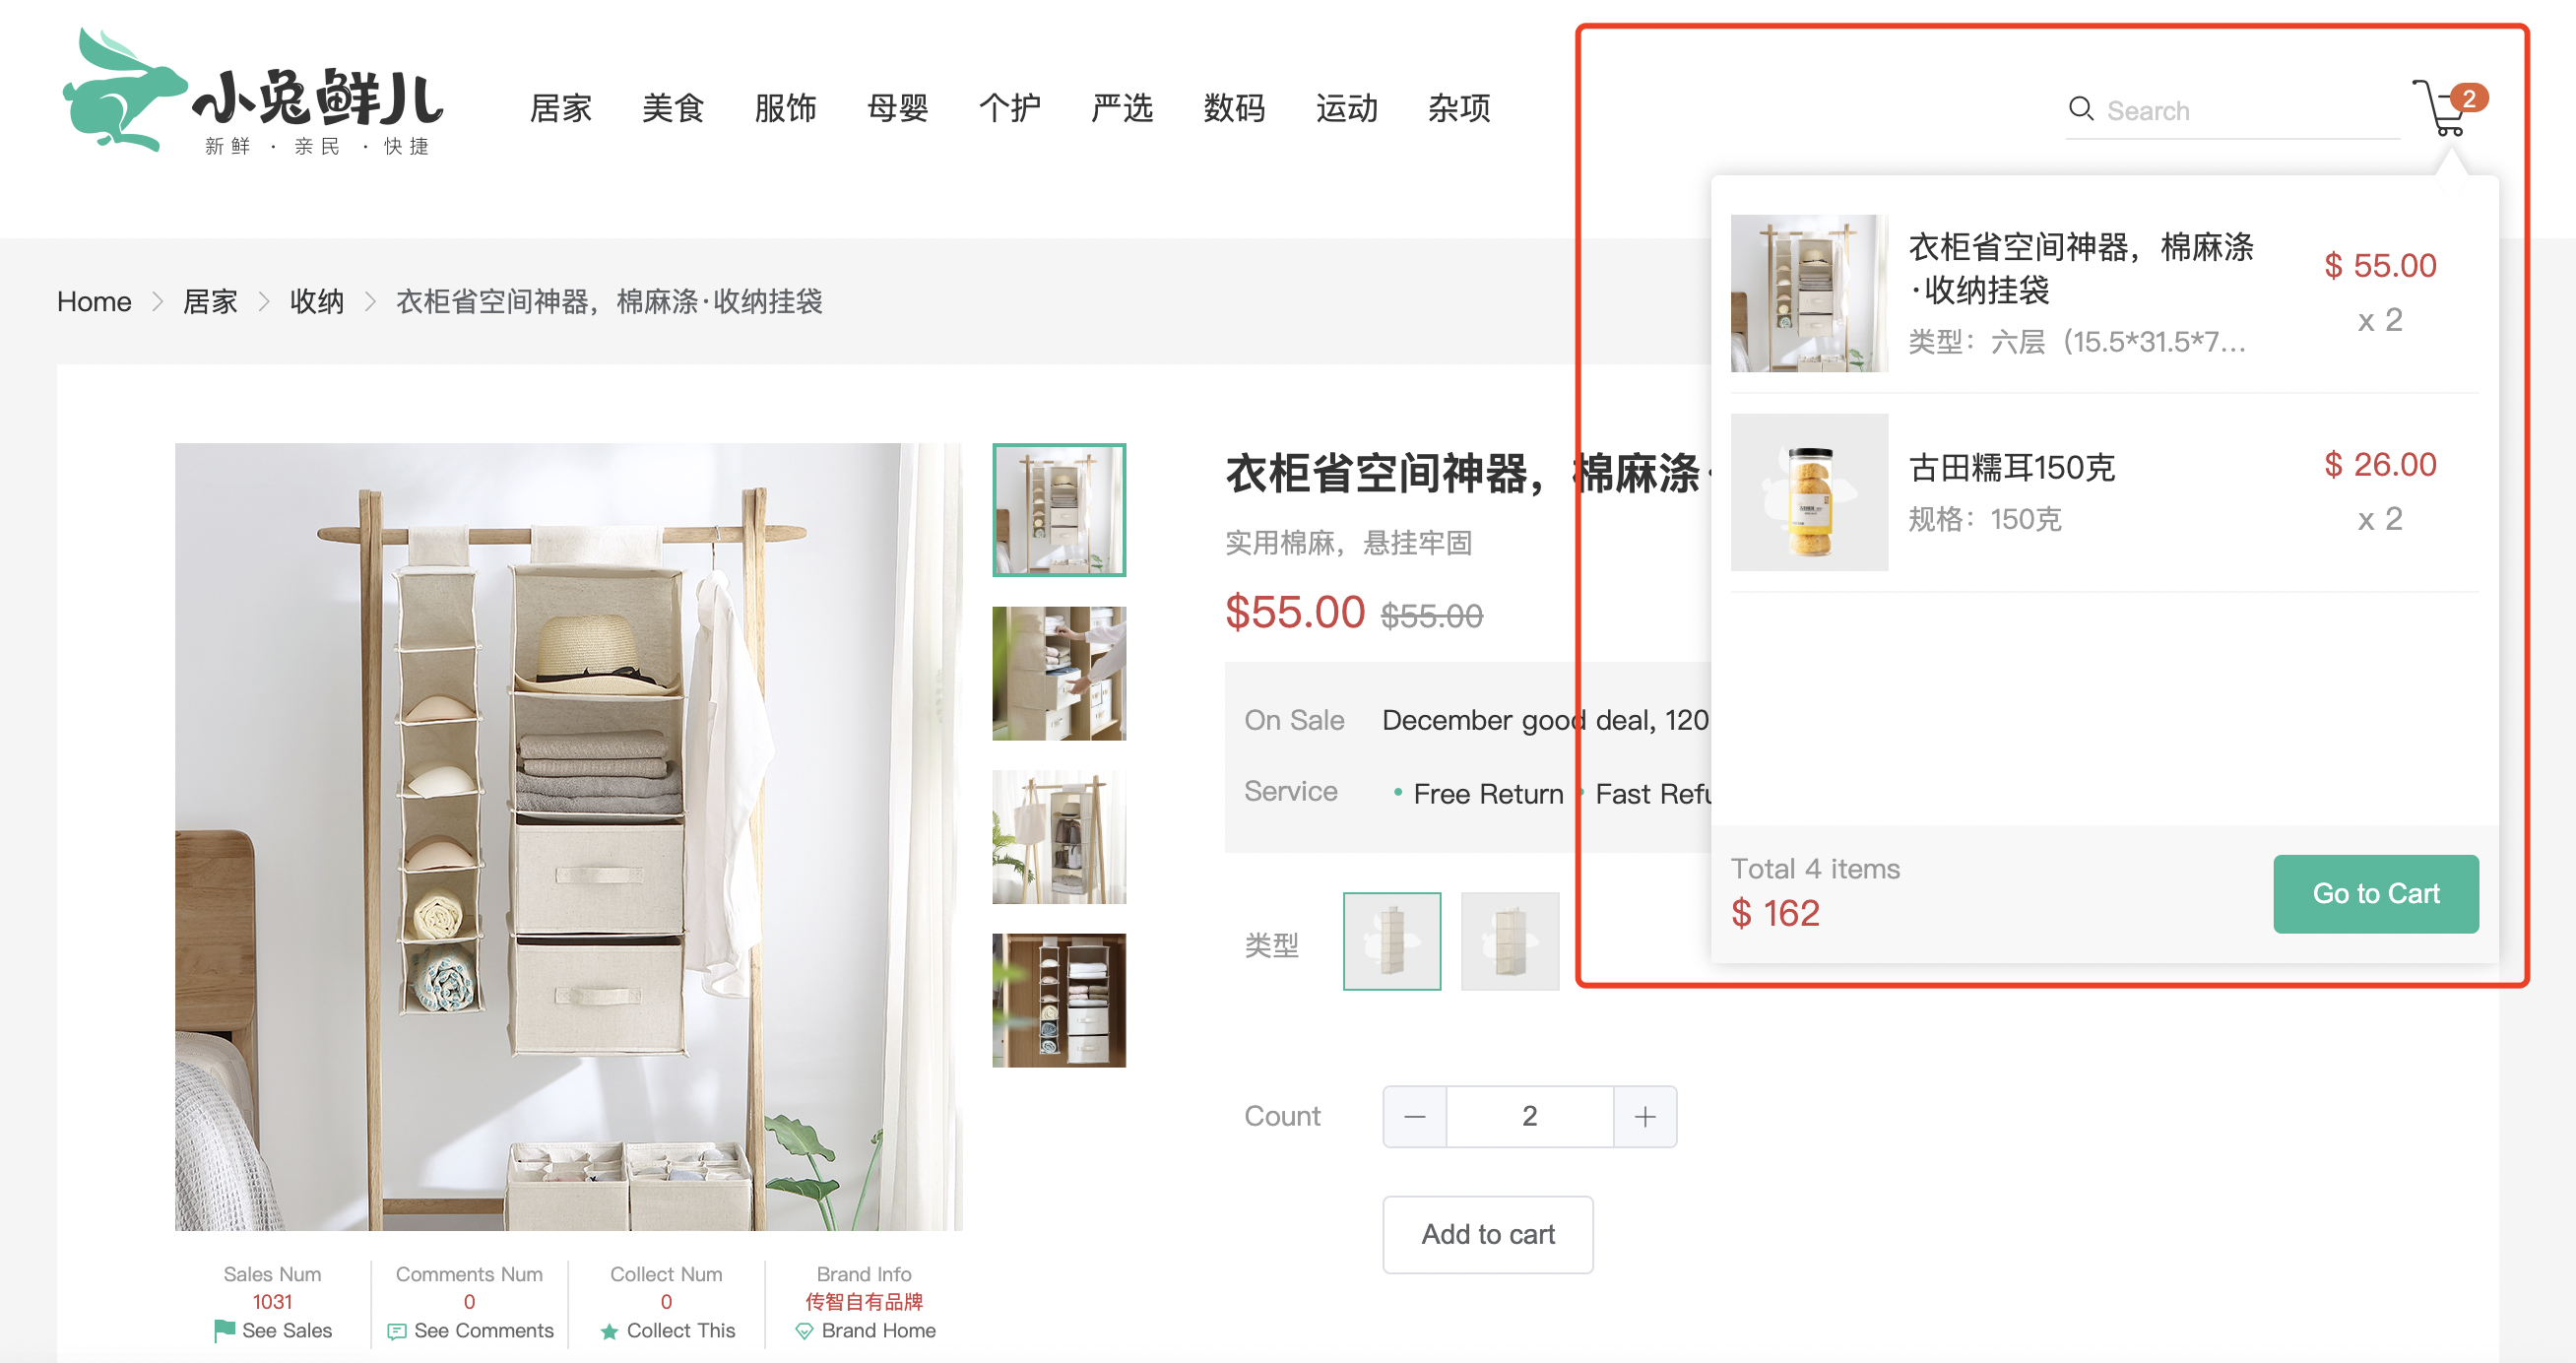 小兔鲜儿
新鲜 · 亲民 · 快捷
居家 美食 服饰 母婴 个护 严选 数码 运动 杂项
Search
2
Home > 居家 > 收纳 > 衣柜省空间神器，棉麻涤·收纳挂袋
衣柜省空间神器，棉麻涤
·收纳挂袋
类型：六层（15.5*31.5*7...
$ 55.00
x 2
古田糯耳150克
规格：150克
$ 26.00
x 2
Total 4 items
$ 162
Go to Cart
衣柜省空间神器，棉麻涤·
实用棉麻，悬挂牢固
$55.00 $55.00
On Sale December good deal, 120
Service • Free Return • Fast Refu
类型
Count － 2 ＋
Add to cart
Sales Num
1031
See Sales
Comments Num
0
See Comments
Collect Num
0
Collect This
Brand Info
传智自有品牌
Brand Home